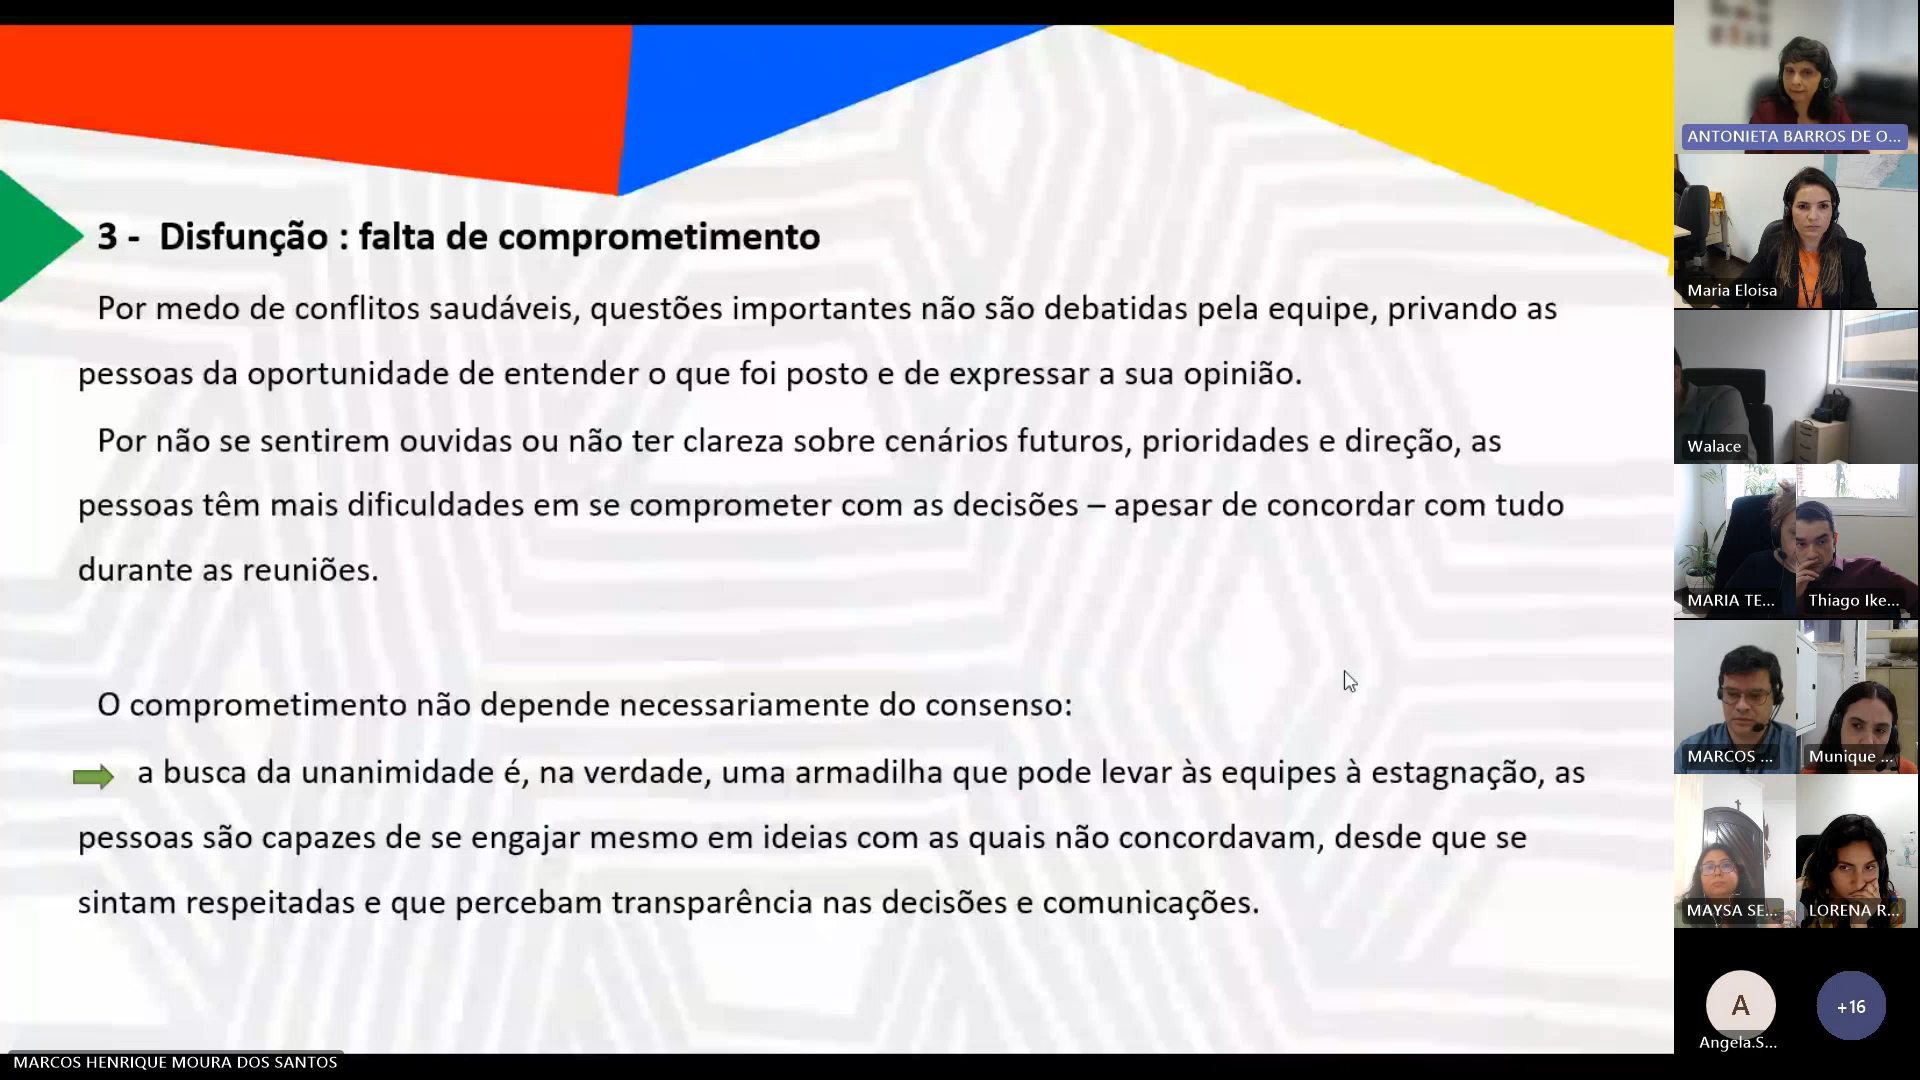 3 -  Disfunção : falta de comprometimento
Por medo de conflitos saudáveis, questões importantes não são debatidas pela equipe, privando as
pessoas da oportunidade de entender o que foi posto e de expressar a sua opinião.
Por não se sentirem ouvidas ou não ter clareza sobre cenários futuros, prioridades e direção, as
pessoas têm mais dificuldades em se comprometer com as decisões – apesar de concordar com tudo
durante as reuniões.
O comprometimento não depende necessariamente do consenso:
a busca da unanimidade é, na verdade, uma armadilha que pode levar às equipes à estagnação, as
pessoas são capazes de se engajar mesmo em ideias com as quais não concordavam, desde que se
sintam respeitadas e que percebam transparência nas decisões e comunicações.
MARCOS HENRIQUE MOURA DOS SANTOS
ANTONIETA BARROS DE O...
Maria Eloisa
Walace
MARIA TE...
Thiago Ike...
MARCOS ...
Munique ...
MAYSA SE...
LORENA R...
A
Angela.S...
+16